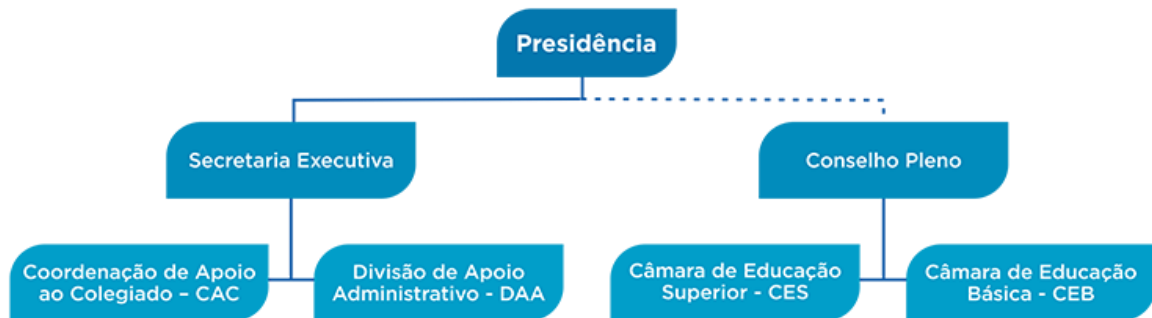 Presidência
Secretaria Executiva
Conselho Pleno
Coordenação de Apoio
ao Colegiado – CAC
Divisão de Apoio
Administrativo - DAA
Câmara de Educação
Superior - CES
Câmara de Educação
Básica - CEB